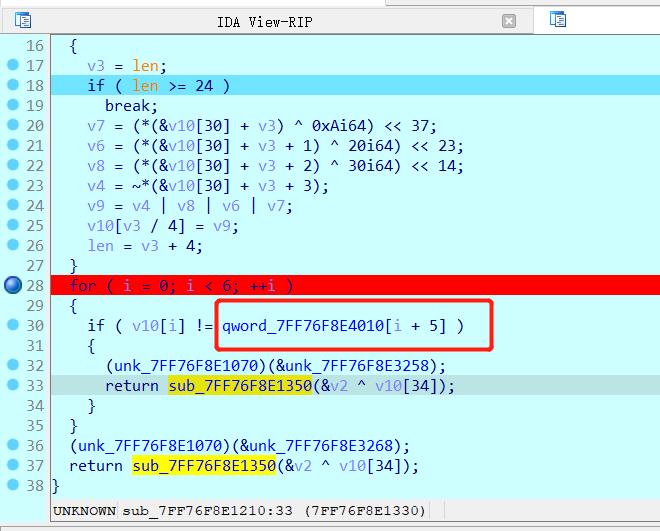 IDA View-RIP
16 {
17 v3 = len;
18 if ( len >= 24 )
19 break;
20 v7 = (*(&v10[30] + v3) ^ 0xAi64) << 37;
21 v6 = (*(&v10[30] + v3 + 1) ^ 20i64) << 23;
22 v8 = (*(&v10[30] + v3 + 2) ^ 30i64) << 14;
23 v4 = ~*(&v10[30] + v3 + 3);
24 v9 = v4 | v8 | v6 | v7;
25 v10[v3 / 4] = v9;
26 len = v3 + 4;
27 }
28 for ( i = 0; i < 6; ++i )
29 {
30 if ( v10[i] != qword_7FF76F8E4010[i + 5] )
31 {
32 (unk_7FF76F8E1070)(&unk_7FF76F8E3258);
33 return sub_7FF76F8E1350(&v2 ^ v10[34]);
34 }
35 }
36 (unk_7FF76F8E1070)(&unk_7FF76F8E3268);
37 return sub_7FF76F8E1350(&v2 ^ v10[34]);
38 }
UNKNOWN sub_7FF76F8E1210:33 (7FF76F8E1330)